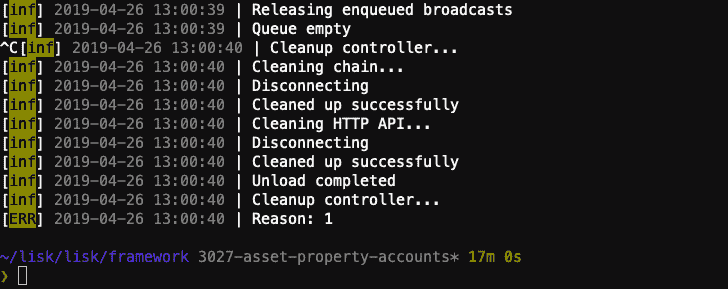 [inf] 2019-04-26 13:00:39 | Releasing enqueued broadcasts
[inf] 2019-04-26 13:00:39 | Queue empty
^C[inf] 2019-04-26 13:00:40 | Cleanup controller...
[inf] 2019-04-26 13:00:40 | Cleaning chain...
[inf] 2019-04-26 13:00:40 | Disconnecting
[inf] 2019-04-26 13:00:40 | Cleaned up successfully
[inf] 2019-04-26 13:00:40 | Cleaning HTTP API...
[inf] 2019-04-26 13:00:40 | Disconnecting
[inf] 2019-04-26 13:00:40 | Cleaned up successfully
[inf] 2019-04-26 13:00:40 | Unload completed
[inf] 2019-04-26 13:00:40 | Cleanup controller...
[ERR] 2019-04-26 13:00:40 | Reason: 1
~/lisk/lisk/framework 3027-asset-property-accounts* 17m 0s
❯